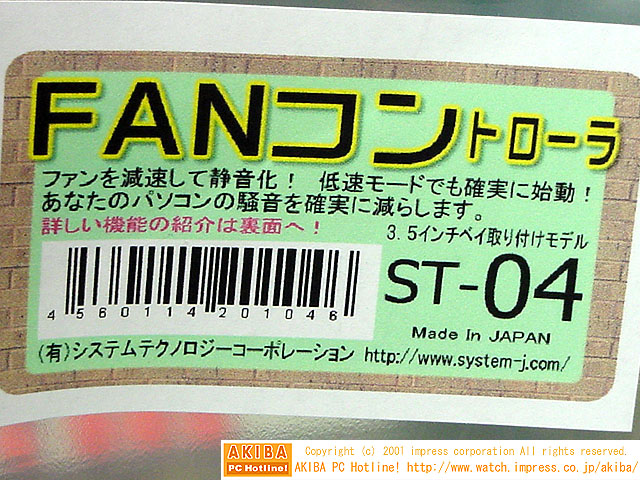 FANコントローラ
ファンを減速して静音化！ 低速モードでも確実に始動！
あなたのパソコンの騒音を確実に減らします。
詳しい機能の紹介は裏面へ！
3.5インチベイ取り付けモデル
ST-04
4560114201046
Made In JAPAN
(有)システムテクノロジーコーポレーション http://www.system-j.com/
AKIBA
PC Hotline!
Copyright (c) 2001 impress corporation All rights reserved.
AKIBA PC Hotline! http://www.watch.impress.co.jp/akiba/